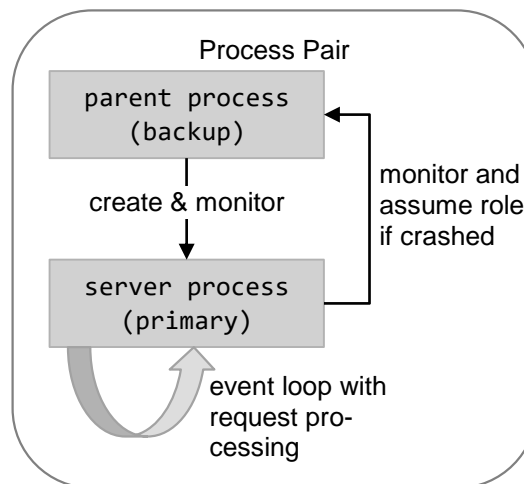 Process Pair
parent process
(backup)
create & monitor
monitor and
assume role
if crashed
server process
(primary)
event loop with
request pro-
cessing